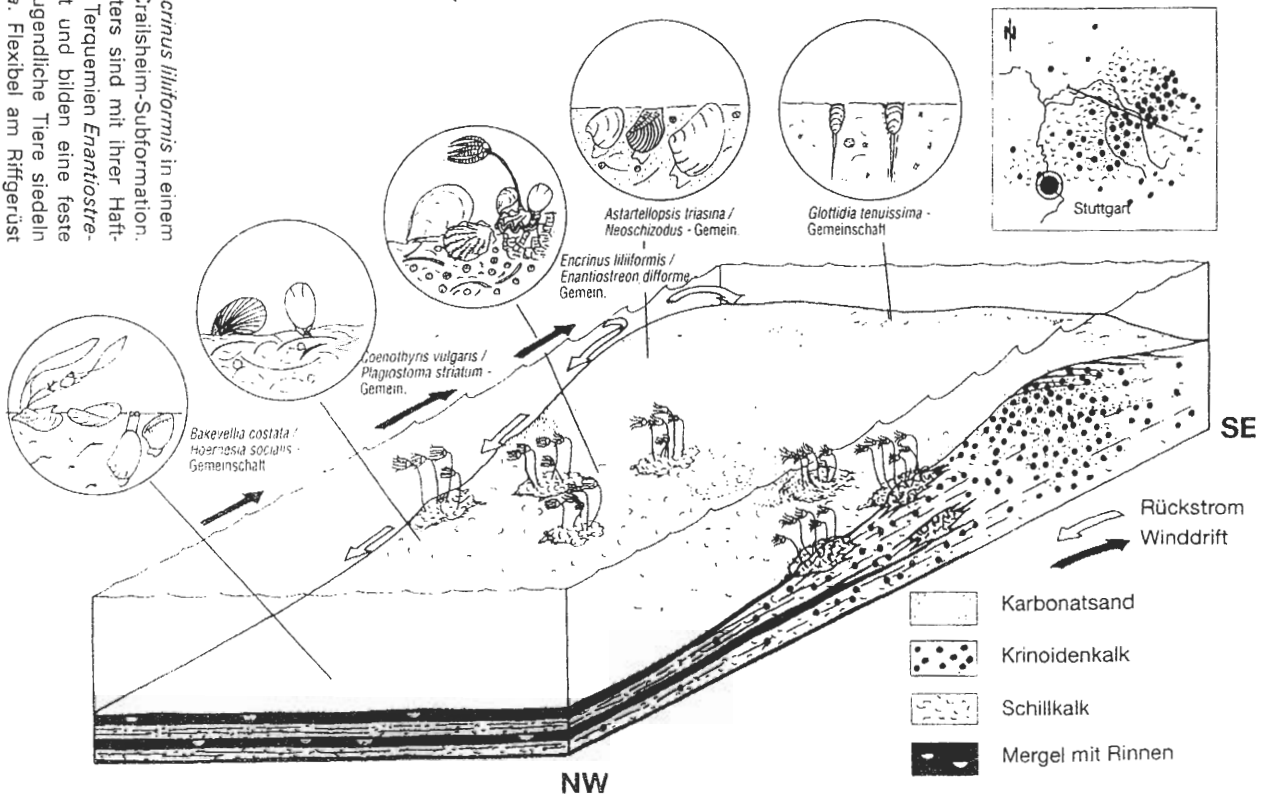 crinus liliiformis in einem
Crailsheim-Subformation.
ters sind mit ihrer Haft-
Terquemien Enantiostre-
t und bilden eine feste
ugendliche Tiere siedeln
a. Flexibel am Riffgerüst
N
Stuttgart
Astartellopsis triasina /
Neoschizodus - Gemein.
Glottidia tenuissima -
Gemeinschaft
Encrinus liliiformis /
Enantiostreon difforme
Gemein.
Coenothyris vulgaris /
Plagiostoma striatum -
Gemein.
Bakevellia costata /
Hoernesia socialis -
Gemeinschaft
SE
Rückstrom
Winddrift
Karbonatsand
Krinoidenkalk
Schillkalk
Mergel mit Rinnen
NW